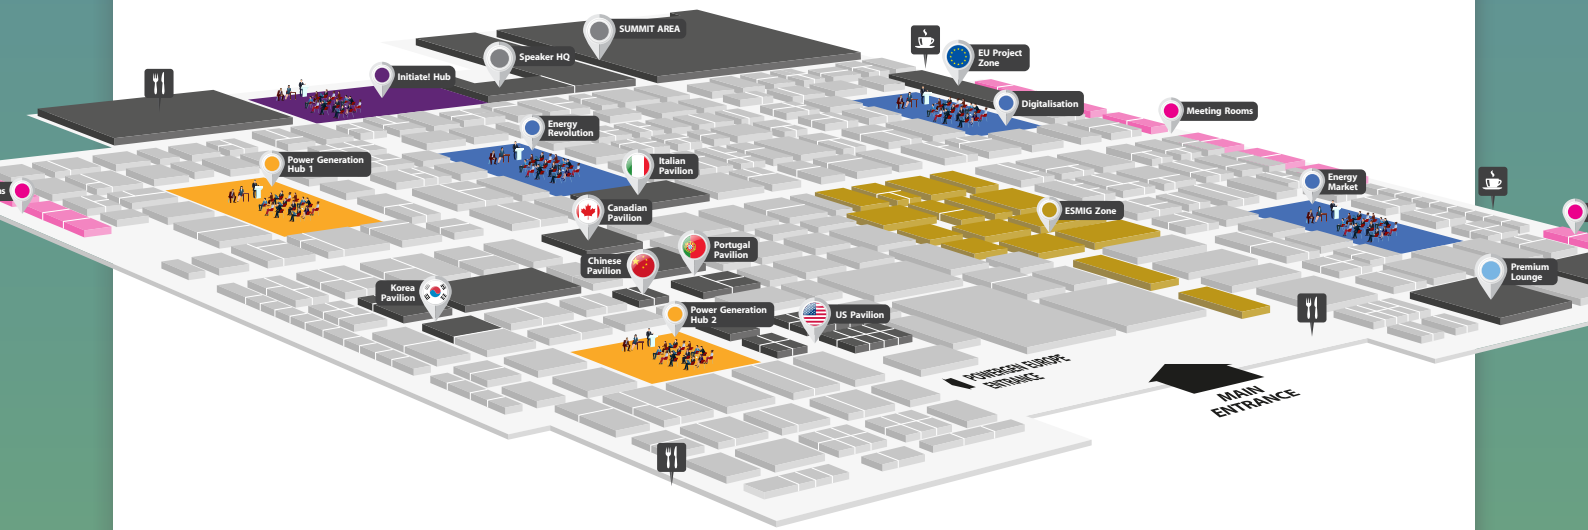 SUMMIT AREA
Speaker HQ
EU Project
Zone
Initiate! Hub
Digitalisation
Meeting Rooms
Energy
Revolution
Power Generation
Hub 1
Italian
Pavilion
Energy
Market
Canadian
Pavilion
ESMIG Zone
Portugal
Pavilion
Chinese
Pavilion
Premium
Lounge
Korea
Pavilion
Power Generation
Hub 2
US Pavilion
POWERGEN EUROPE
ENTRANCE
MAIN
ENTRANCE